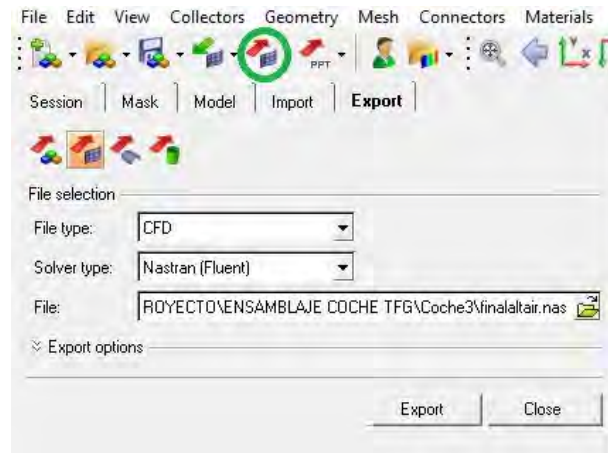 File Edit View Collectors Geometry Mesh Connectors Materials
PPT
Session Mask Model Import Export
File selection
File type: CFD
Solver type: Nastran (Fluent)
File: ROYECTO\ENSAMBLAJE COCHE TFG\Coche3\finalaltair.nas
Export options
Export Close